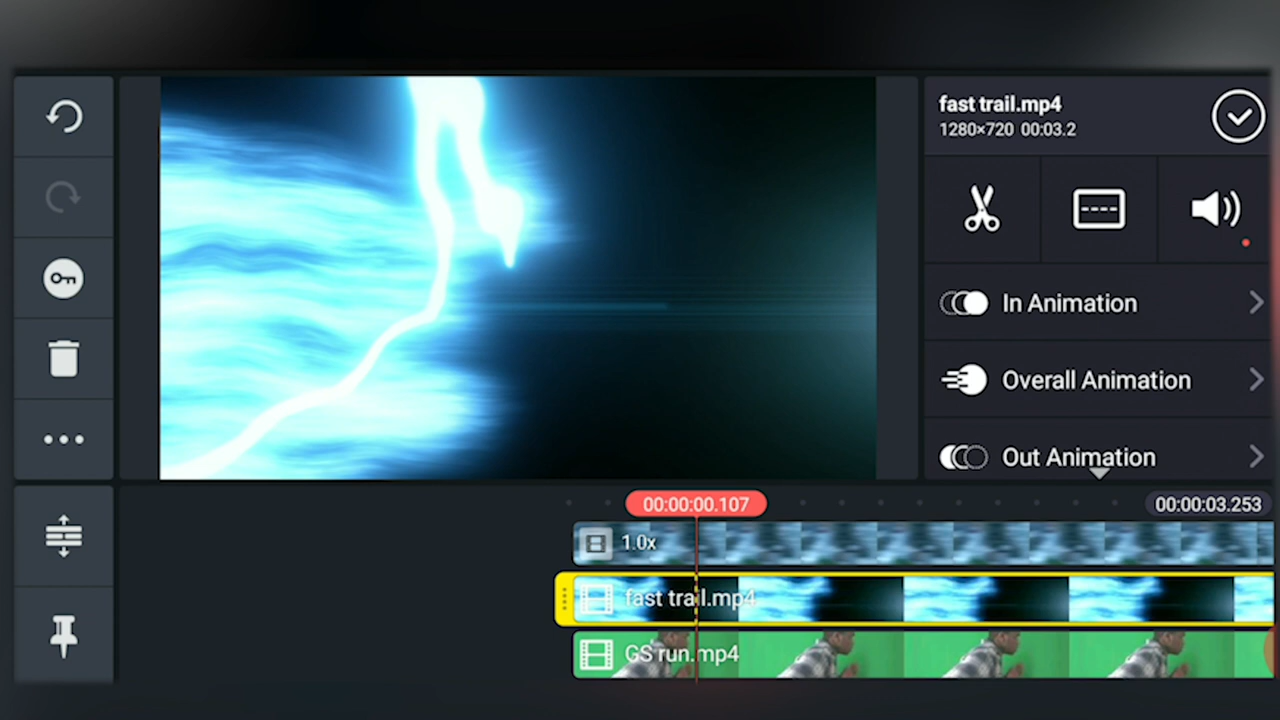 fast trail.mp4
1280×720 00:03.2
In Animation
Overall Animation
Out Animation
00:00:00.107
00:00:03.253
1.0x
fast trail.mp4
GS run.mp4